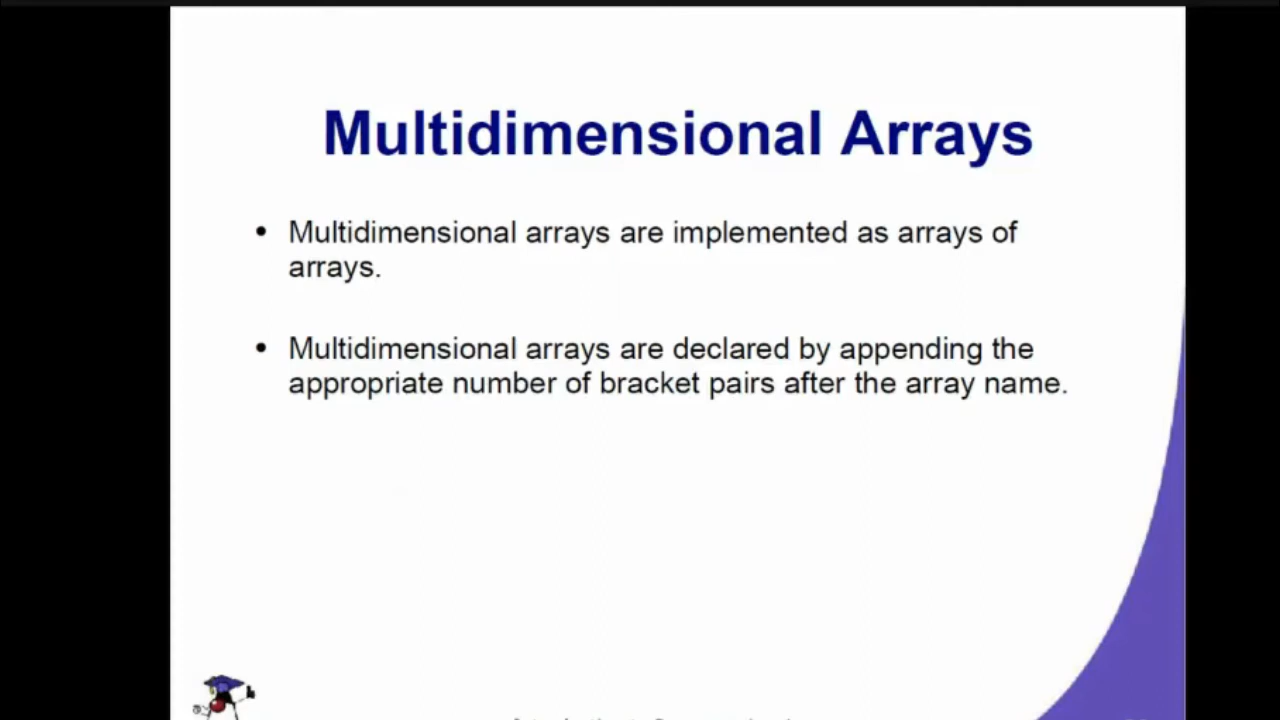 Multidimensional Arrays
• Multidimensional arrays are implemented as arrays of
arrays.
• Multidimensional arrays are declared by appending the
appropriate number of bracket pairs after the array name.